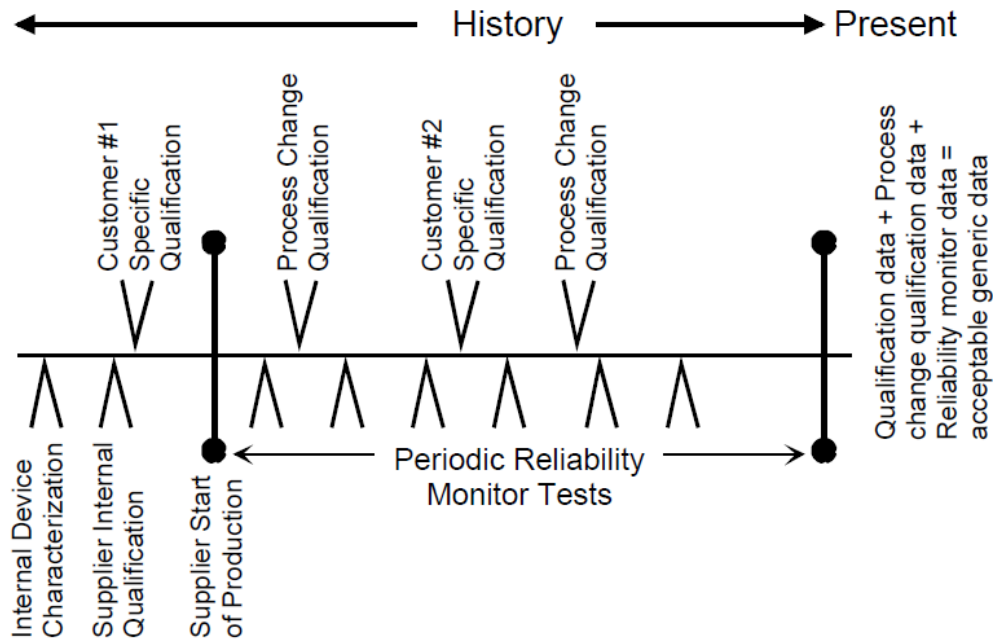 History
Present
Customer #1
Specific
Qualification
Process Change
Qualification
Customer #2
Specific
Qualification
Process Change
Qualification
Qualification data + Process
change qualification data +
Reliability monitor data =
acceptable generic data
Internal Device
Characterization
Supplier Internal
Qualification
Supplier Start
of Production
Periodic Reliability
Monitor Tests